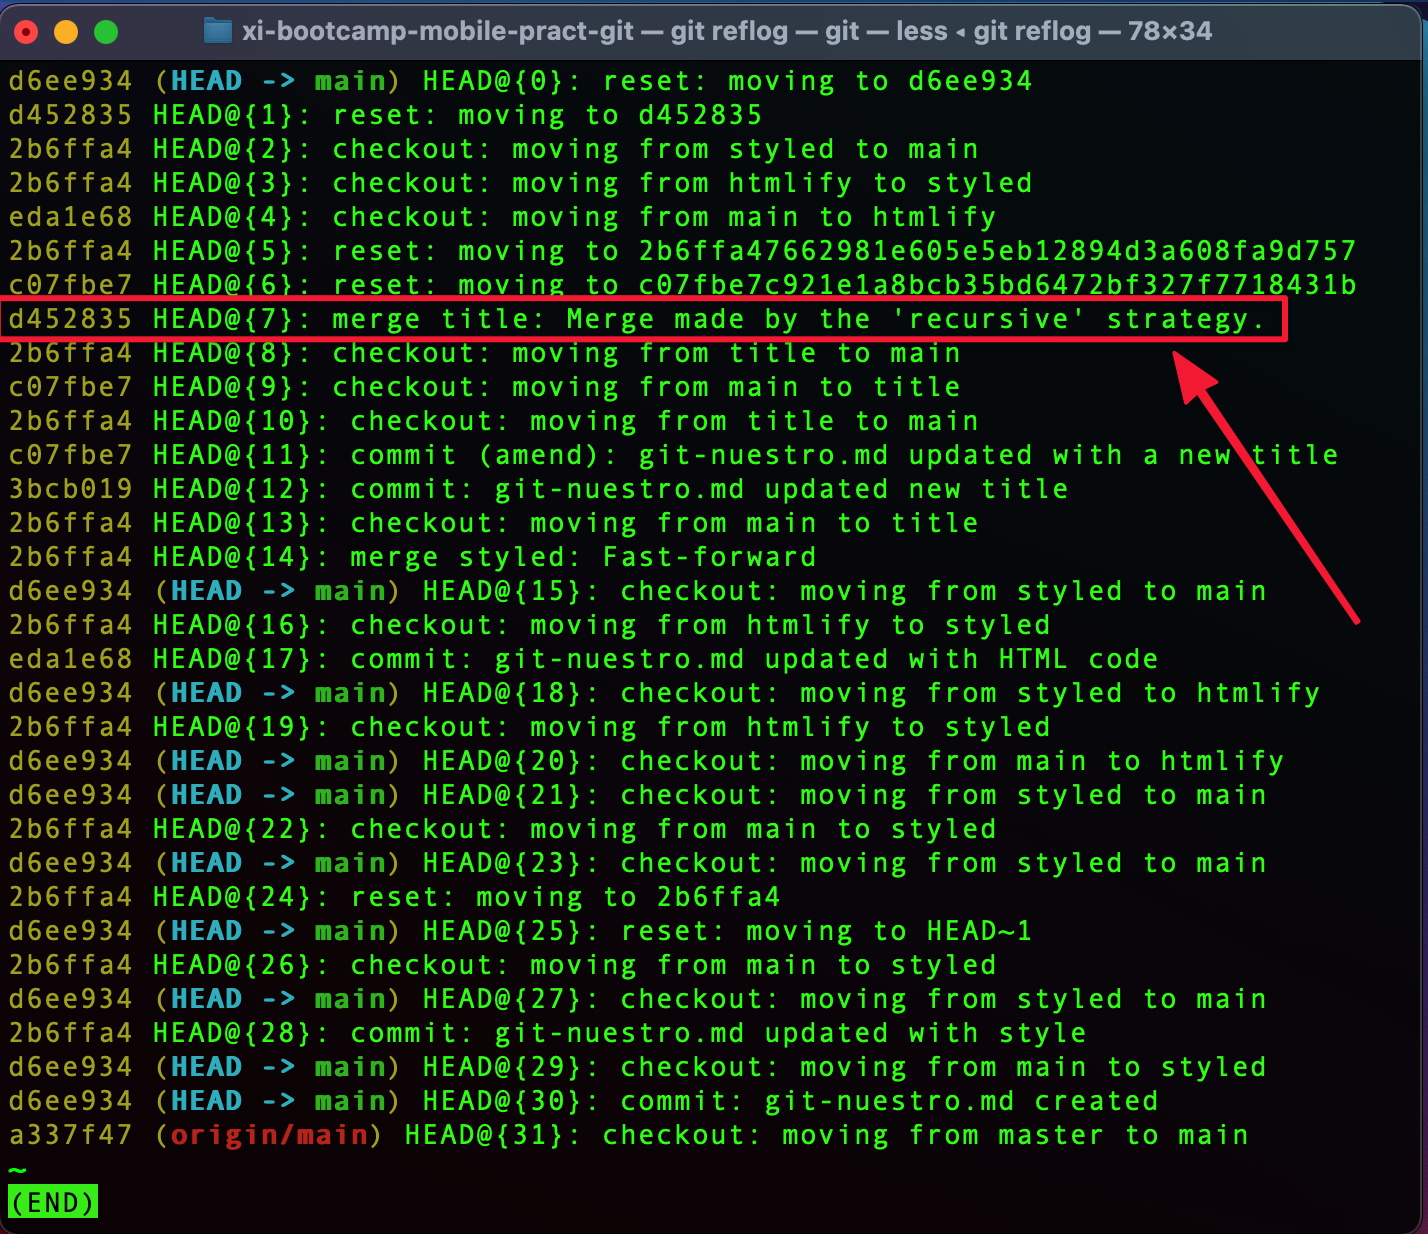 xi-bootcamp-mobile-pract-git — git reflog — git — less ◂ git reflog — 78×34
d6ee934 (HEAD -> main) HEAD@{0}: reset: moving to d6ee934
d452835 HEAD@{1}: reset: moving to d452835
2b6ffa4 HEAD@{2}: checkout: moving from styled to main
2b6ffa4 HEAD@{3}: checkout: moving from htmlify to styled
eda1e68 HEAD@{4}: checkout: moving from main to htmlify
2b6ffa4 HEAD@{5}: reset: moving to 2b6ffa47662981e605e5eb12894d3a608fa9d757
c07fbe7 HEAD@{6}: reset: moving to c07fbe7c921e1a8bcb35bd6472bf327f7718431b
d452835 HEAD@{7}: merge title: Merge made by the 'recursive' strategy.
2b6ffa4 HEAD@{8}: checkout: moving from title to main
c07fbe7 HEAD@{9}: checkout: moving from main to title
2b6ffa4 HEAD@{10}: checkout: moving from title to main
c07fbe7 HEAD@{11}: commit (amend): git-nuestro.md updated with a new title
3bcb019 HEAD@{12}: commit: git-nuestro.md updated new title
2b6ffa4 HEAD@{13}: checkout: moving from main to title
2b6ffa4 HEAD@{14}: merge styled: Fast-forward
d6ee934 (HEAD -> main) HEAD@{15}: checkout: moving from styled to main
2b6ffa4 HEAD@{16}: checkout: moving from htmlify to styled
eda1e68 HEAD@{17}: commit: git-nuestro.md updated with HTML code
d6ee934 (HEAD -> main) HEAD@{18}: checkout: moving from styled to htmlify
2b6ffa4 HEAD@{19}: checkout: moving from htmlify to styled
d6ee934 (HEAD -> main) HEAD@{20}: checkout: moving from main to htmlify
d6ee934 (HEAD -> main) HEAD@{21}: checkout: moving from styled to main
2b6ffa4 HEAD@{22}: checkout: moving from main to styled
d6ee934 (HEAD -> main) HEAD@{23}: checkout: moving from styled to main
2b6ffa4 HEAD@{24}: reset: moving to 2b6ffa4
d6ee934 (HEAD -> main) HEAD@{25}: reset: moving to HEAD~1
2b6ffa4 HEAD@{26}: checkout: moving from main to styled
d6ee934 (HEAD -> main) HEAD@{27}: checkout: moving from styled to main
2b6ffa4 HEAD@{28}: commit: git-nuestro.md updated with style
d6ee934 (HEAD -> main) HEAD@{29}: checkout: moving from main to styled
d6ee934 (HEAD -> main) HEAD@{30}: commit: git-nuestro.md created
a337f47 (origin/main) HEAD@{31}: checkout: moving from master to main
~
(END)